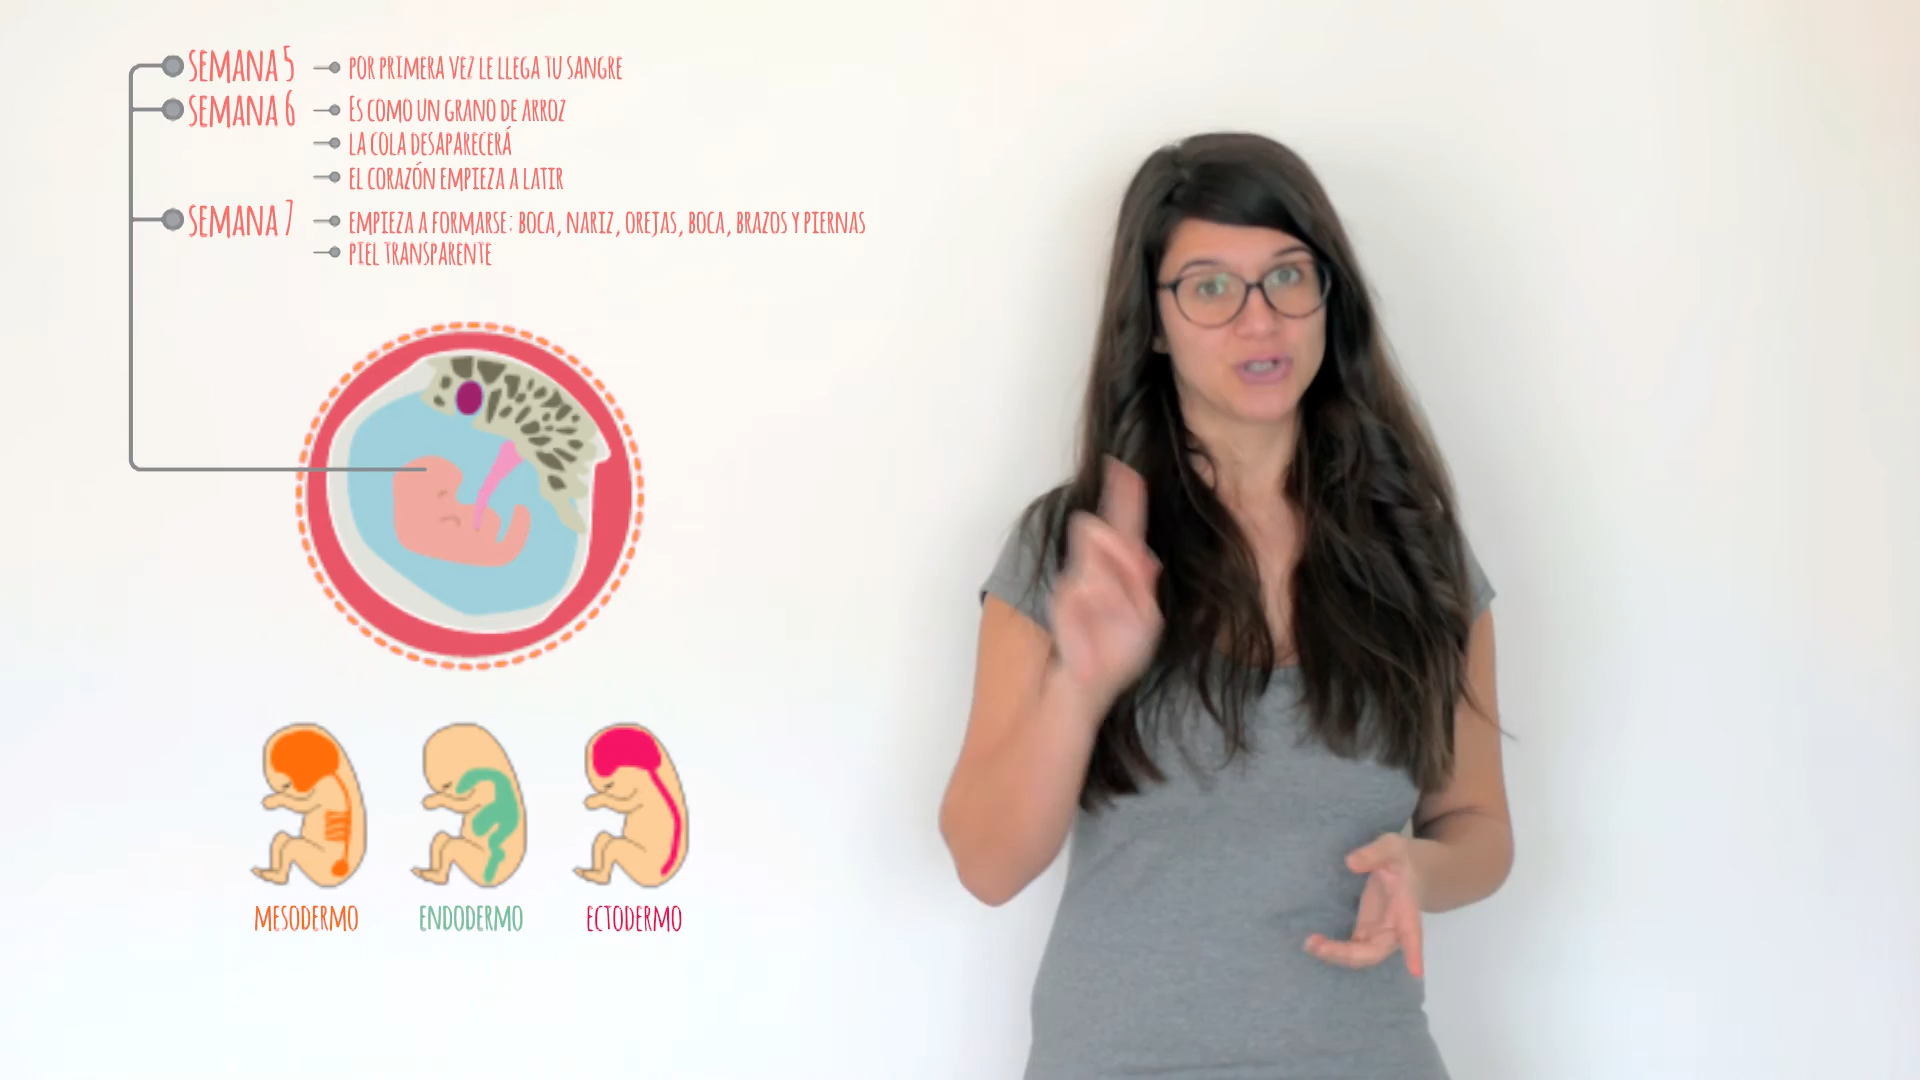 SEMANA 5
POR PRIMERA VEZ LE LLEGA TU SANGRE
SEMANA 6
ES COMO UN GRANO DE ARROZ
LA COLA DESAPARECERÁ
EL CORAZÓN EMPIEZA A LATIR
SEMANA 7
EMPIEZA A FORMARSE: BOCA, NARIZ, OREJAS, BOCA, BRAZOS Y PIERNAS
PIEL TRANSPARENTE
MESODERMO
ENDODERMO
ECTODERMO